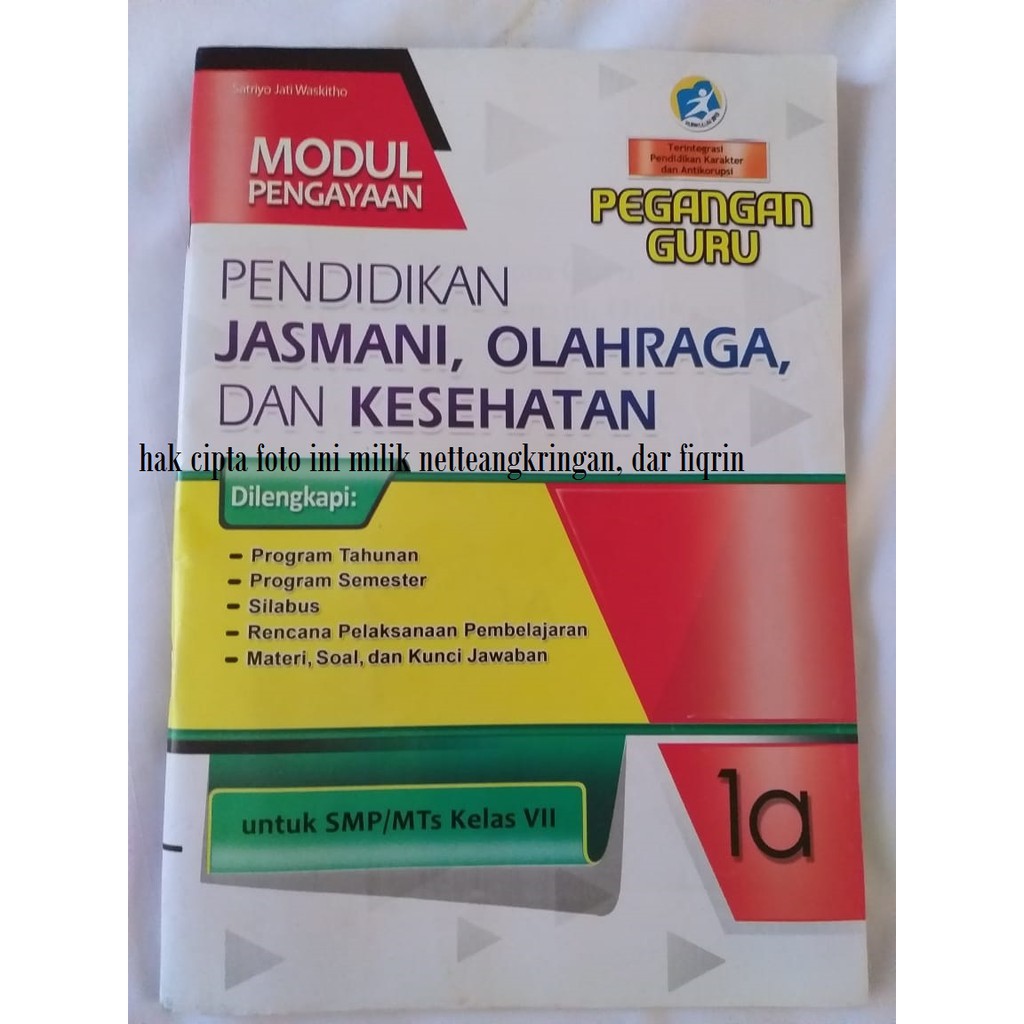 Satriyo Jati Waskitho
MODUL
PENGAYAAN
Terintegrasi
Pendidikan Karakter
dan Antikorupsi
PEGANGAN
GURU
PENDIDIKAN
JASMANI, OLAHRAGA,
DAN KESEHATAN
hak cipta foto ini milik netteangkringan, dar fiqrin
Dilengkapi:
- Program Tahunan
- Program Semester
- Silabus
- Rencana Pelaksanaan Pembelajaran
- Materi, Soal, dan Kunci Jawaban
untuk SMP/MTs Kelas VII
1a